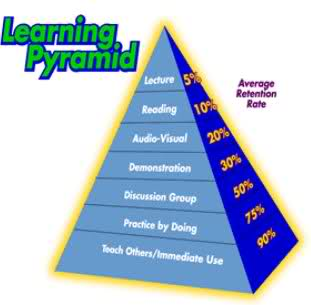 Learning
Pyramid
Average
Retention
Rate
Lecture 5%
Reading 10%
Audio-Visual 20%
Demonstration 30%
Discussion Group 50%
Practice by Doing 75%
Teach Others/Immediate Use 90%